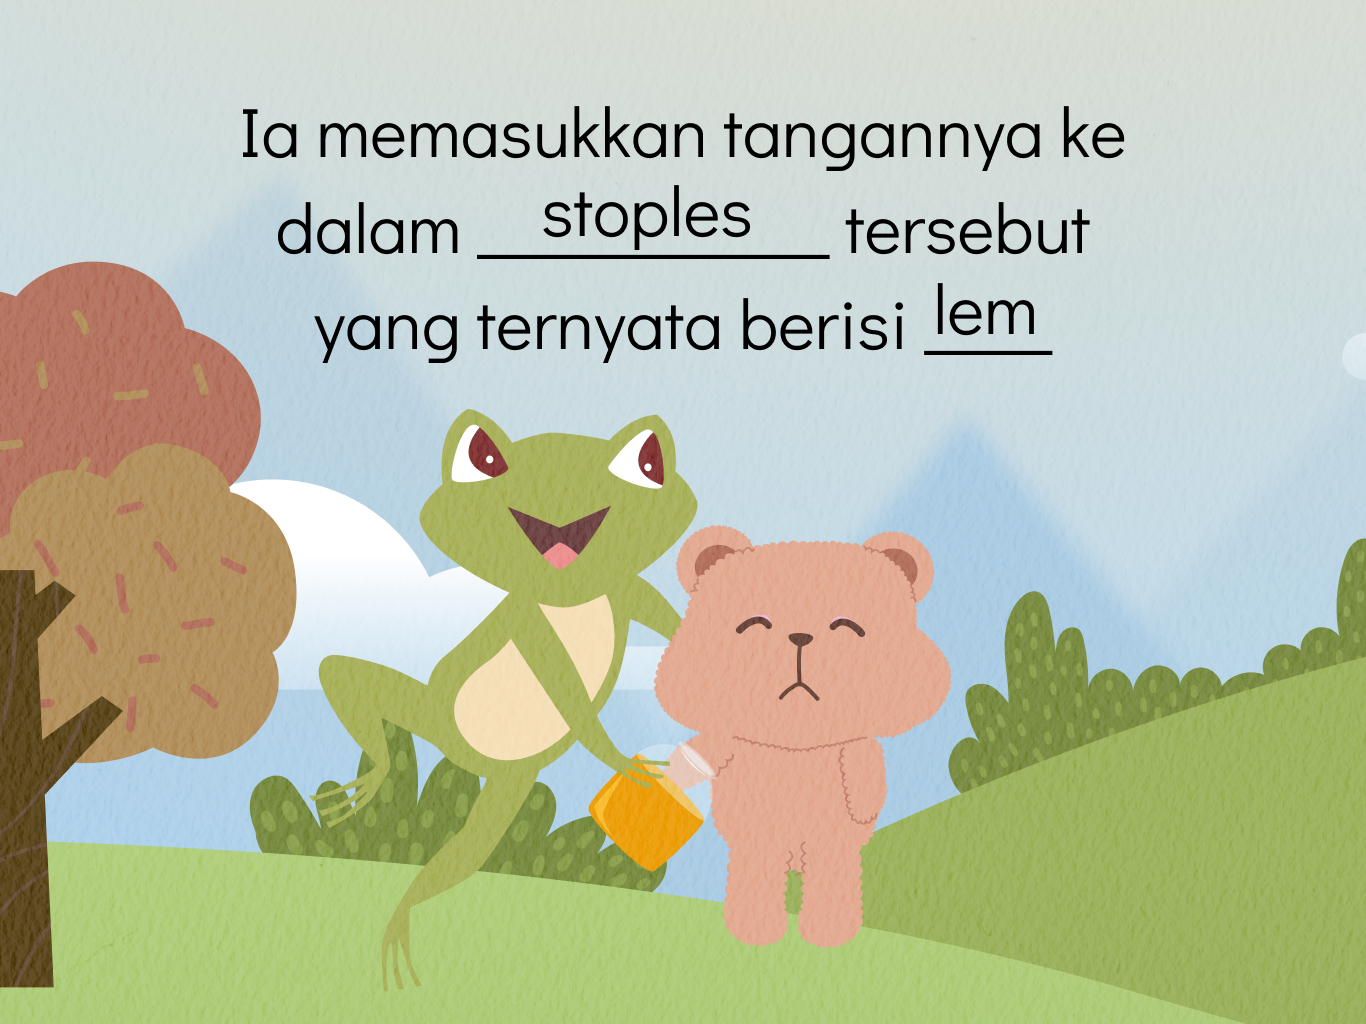 Ia memasukkan tangannya ke
dalam stoples tersebut
yang ternyata berisi lem